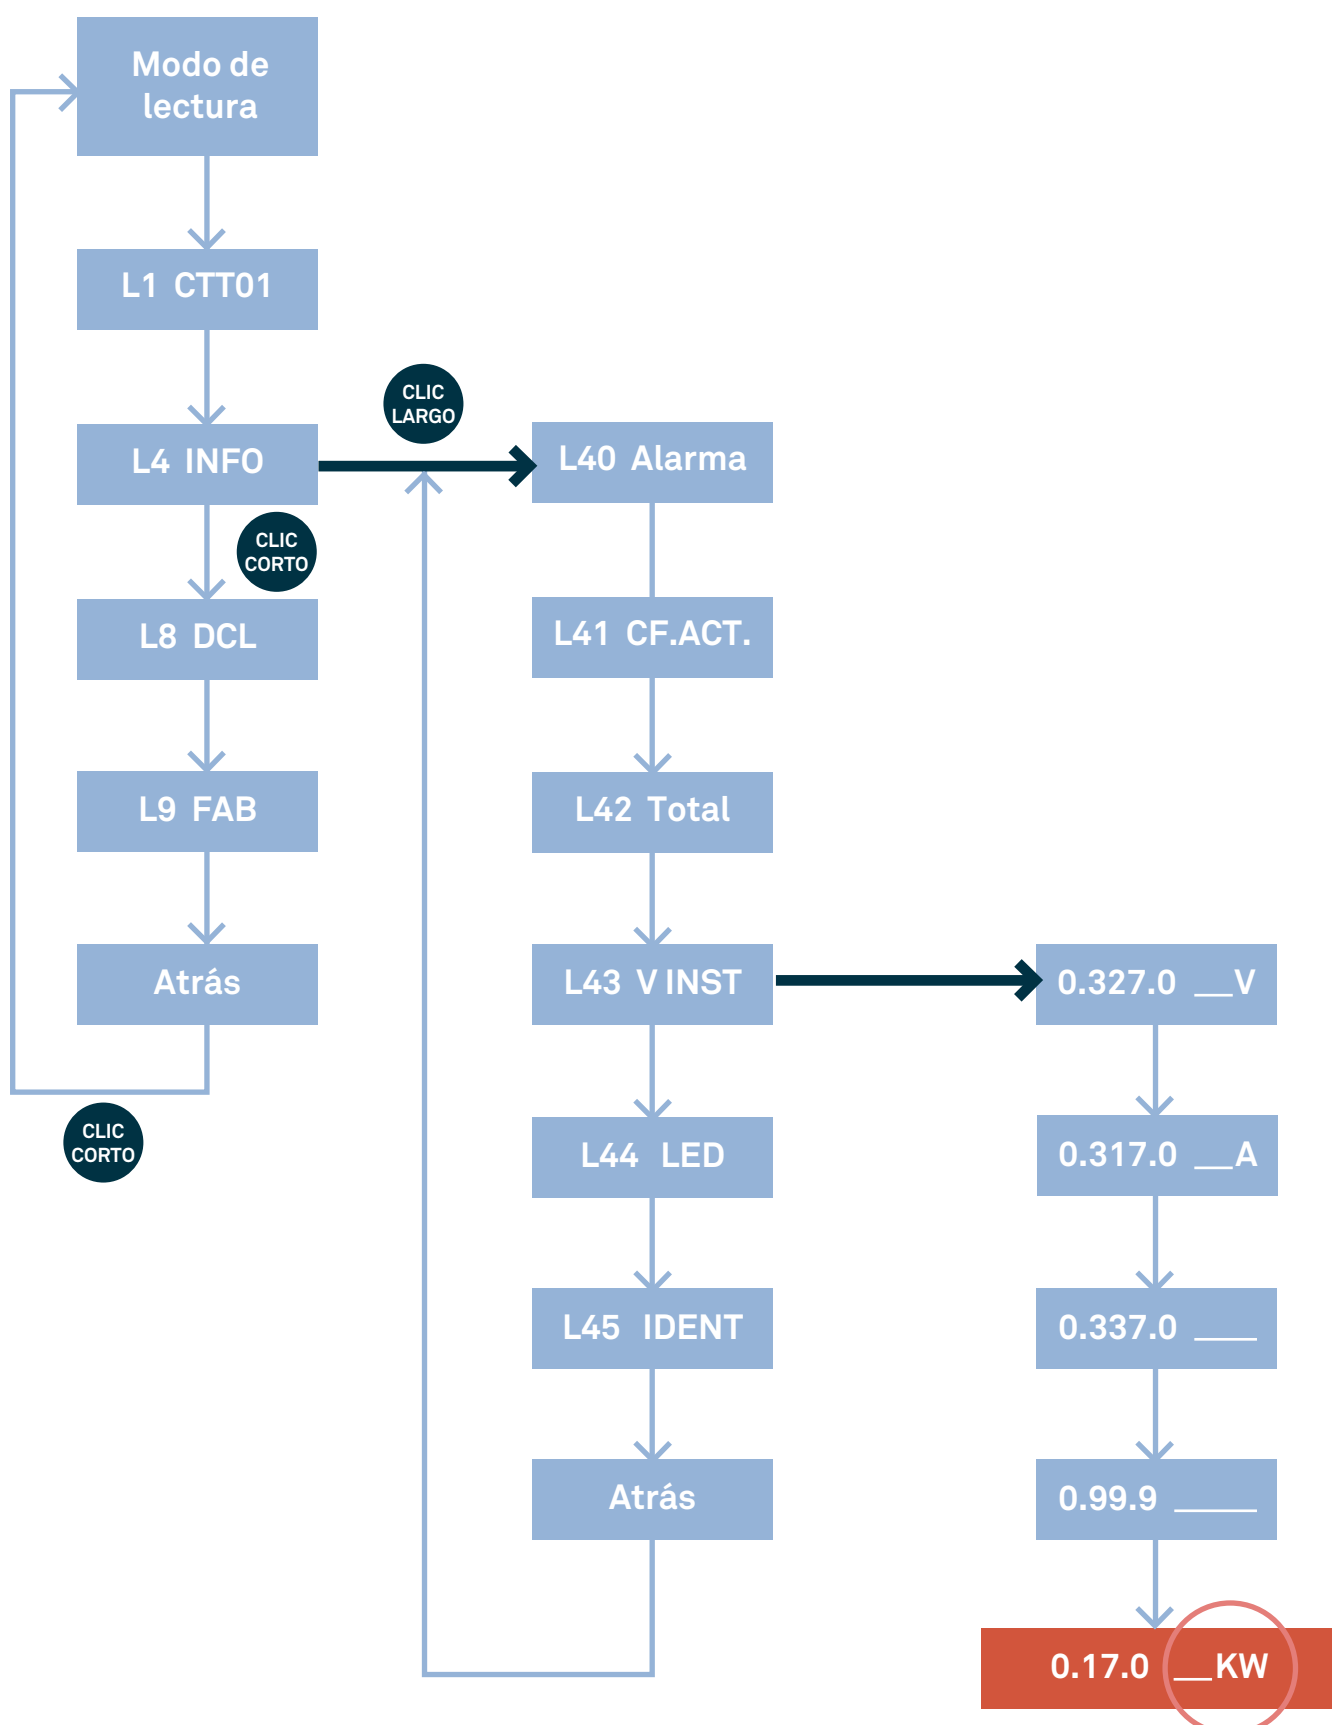 Modo de
lectura
L1 CTT01
L4 INFO
CLIC
CORTO
L8 DCL
L9 FAB
Atrás
CLIC
CORTO
CLIC
LARGO
L40 Alarma
L41 CF.ACT.
L42 Total
L43 V INST
L44 LED
L45 IDENT
Atrás
0.327.0 __V
0.317.0 __A
0.337.0 ___
0.99.9 ____
0.17.0 __KW